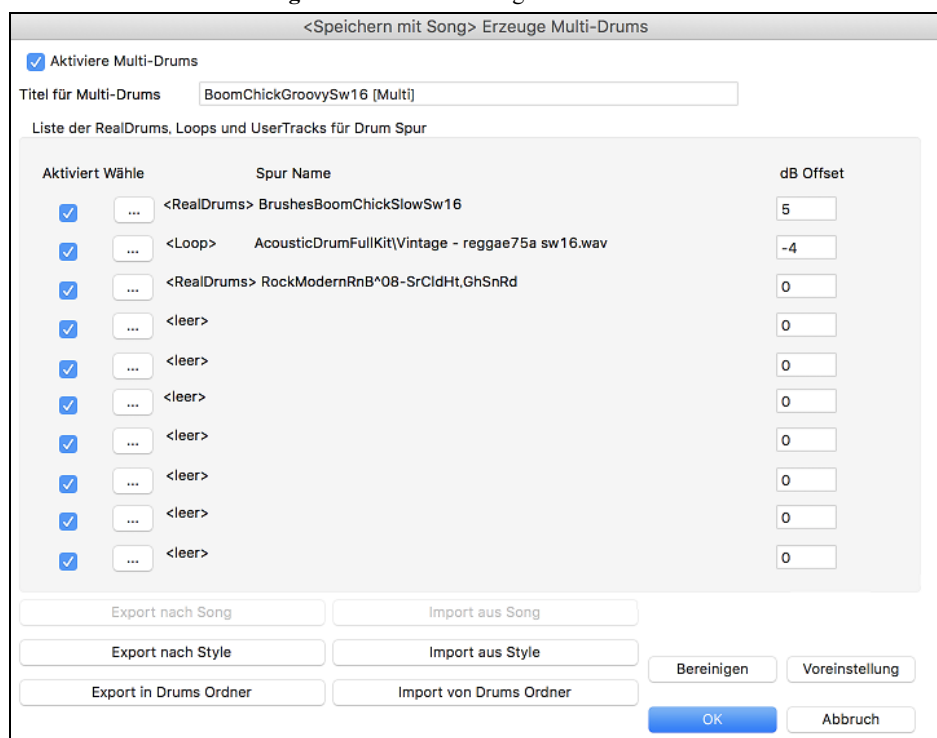 <Speichern mit Song> Erzeuge Multi-Drums
Aktiviere Multi-Drums
Titel für Multi-Drums BoomChickGroovySw16 [Multi]
Liste der RealDrums, Loops und UserTracks für Drum Spur
Aktiviert Wähle Spur Name dB Offset
... <RealDrums> BrushesBoomChickSlowSw16 5
... <Loop> AcousticDrumFullKit\Vintage - reggae75a sw16.wav -4
... <RealDrums> RockModernRnB^08-SrCldHt,GhSnRd 0
... <leer> 0
... <leer> 0
... <leer> 0
... <leer> 0
... <leer> 0
... <leer> 0
... <leer> 0
Export nach Song Import aus Song
Export nach Style Import aus Style
Bereinigen Voreinstellung
Export in Drums Ordner Import von Drums Ordner
OK Abbruch